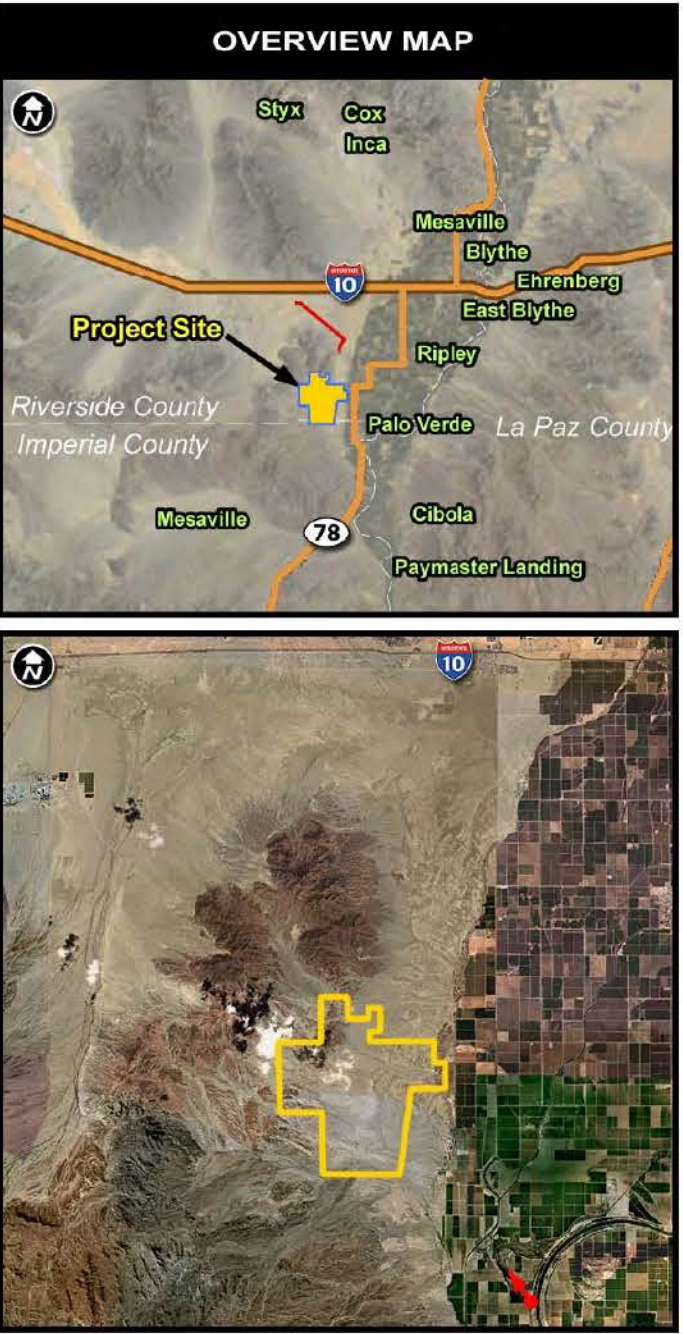 OVERVIEW MAP
N
Styx
Cox
Inca
Mesaville
Blythe
INTERSTATE
10
Ehrenberg
East Blythe
Project Site
Ripley
Riverside County
Imperial County
Palo Verde
La Paz County
Mesaville
78
Cibola
Paymaster Landing
N
INTERSTATE
10